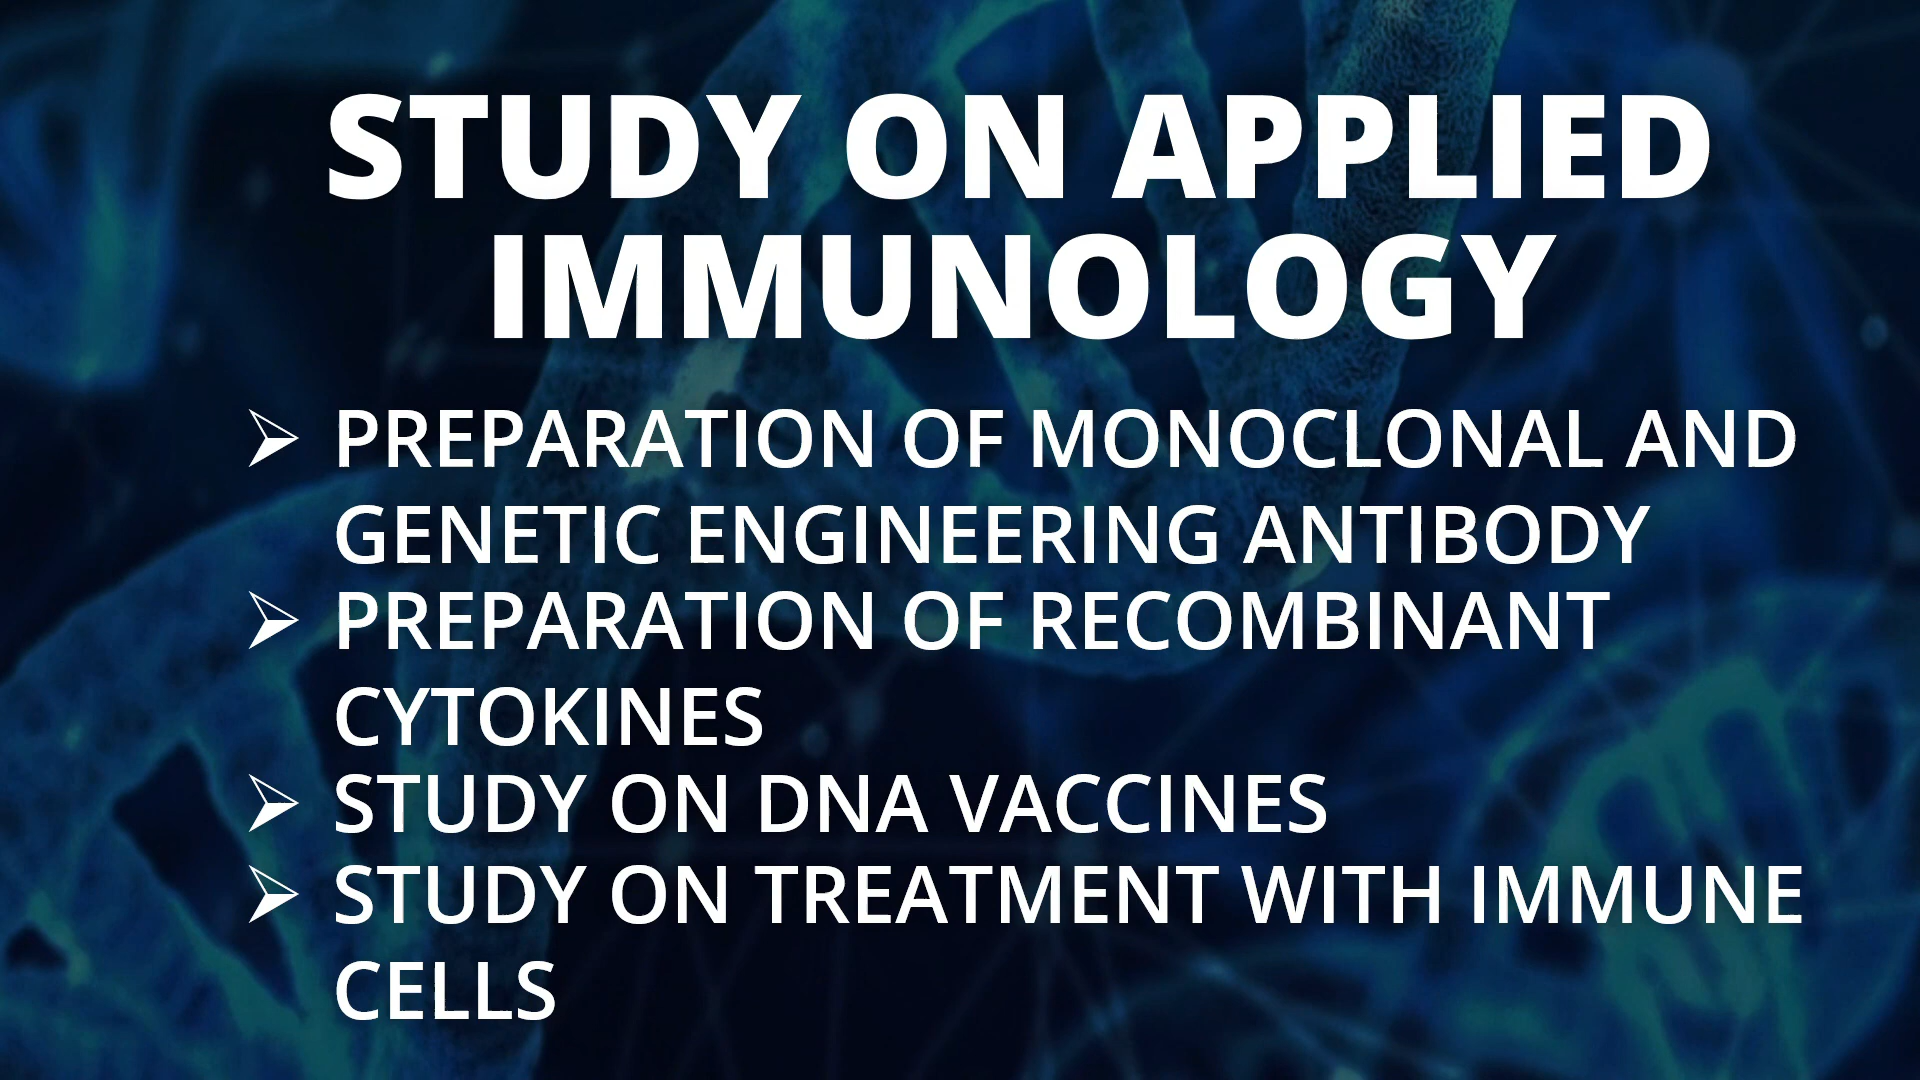 STUDY ON APPLIED
IMMUNOLOGY
➢ PREPARATION OF MONOCLONAL AND
GENETIC ENGINEERING ANTIBODY
➢ PREPARATION OF RECOMBINANT
CYTOKINES
➢ STUDY ON DNA VACCINES
➢ STUDY ON TREATMENT WITH IMMUNE
CELLS